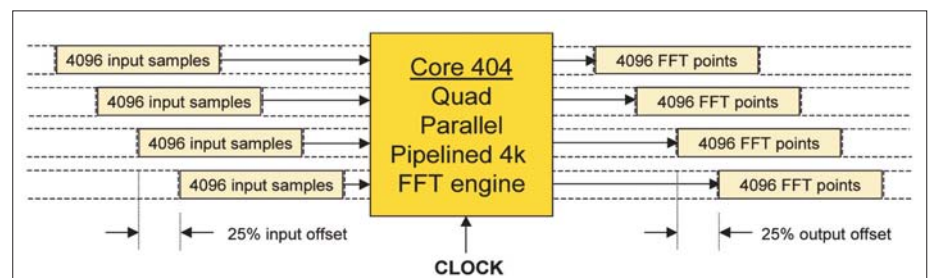 4096 input samples
4096 input samples
4096 input samples
4096 input samples
Core 404
Quad
Parallel
Pipelined 4k
FFT engine
4096 FFT points
4096 FFT points
4096 FFT points
4096 FFT points
25% input offset
25% output offset
CLOCK